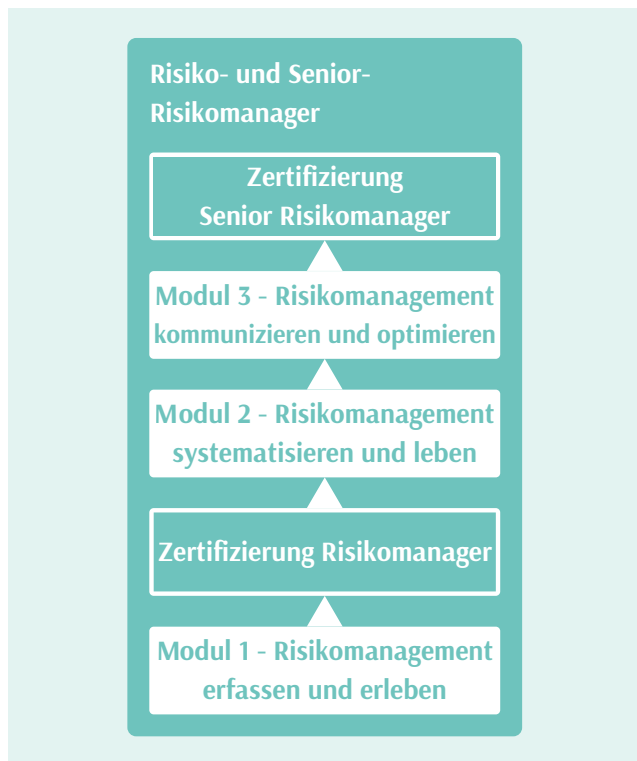 Risiko- und Senior-
Risikomanager
Zertifizierung
Senior Risikomanager
Modul 3 - Risikomanagement
kommunizieren und optimieren
Modul 2 - Risikomanagement
systematisieren und leben
Zertifizierung Risikomanager
Modul 1 - Risikomanagement
erfassen und erleben